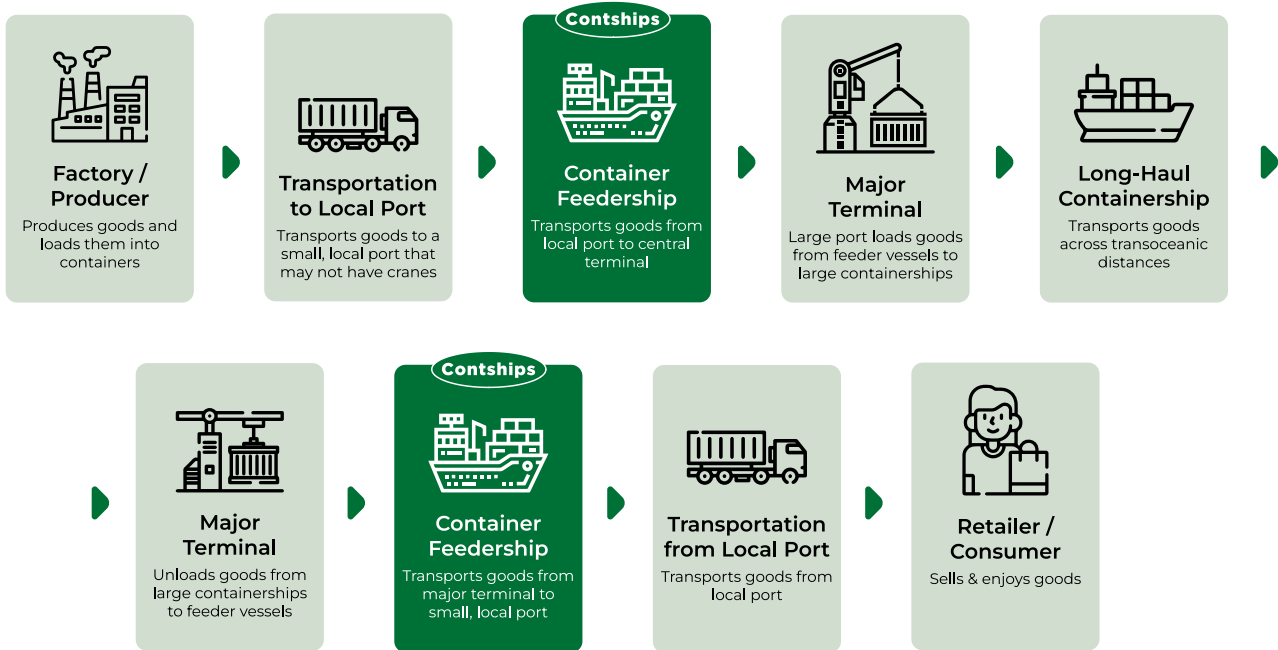 Contships
Factory /
Producer
Produces goods and
loads them into
containers
Transportation
to Local Port
Transports goods to a
small, local port that
may not have cranes
Container
Feedership
Transports goods from
local port to central
terminal
Major
Terminal
Large port loads goods
from feeder vessels to
large containerships
Long-Haul
Containership
Transports goods
across transoceanic
distances
Contships
Major
Terminal
Unloads goods from
large containerships
to feeder vessels
Container
Feedership
Transports goods from
major terminal to
small, local port
Transportation
from Local Port
Transports goods from
local port
Retailer /
Consumer
Sells & enjoys goods